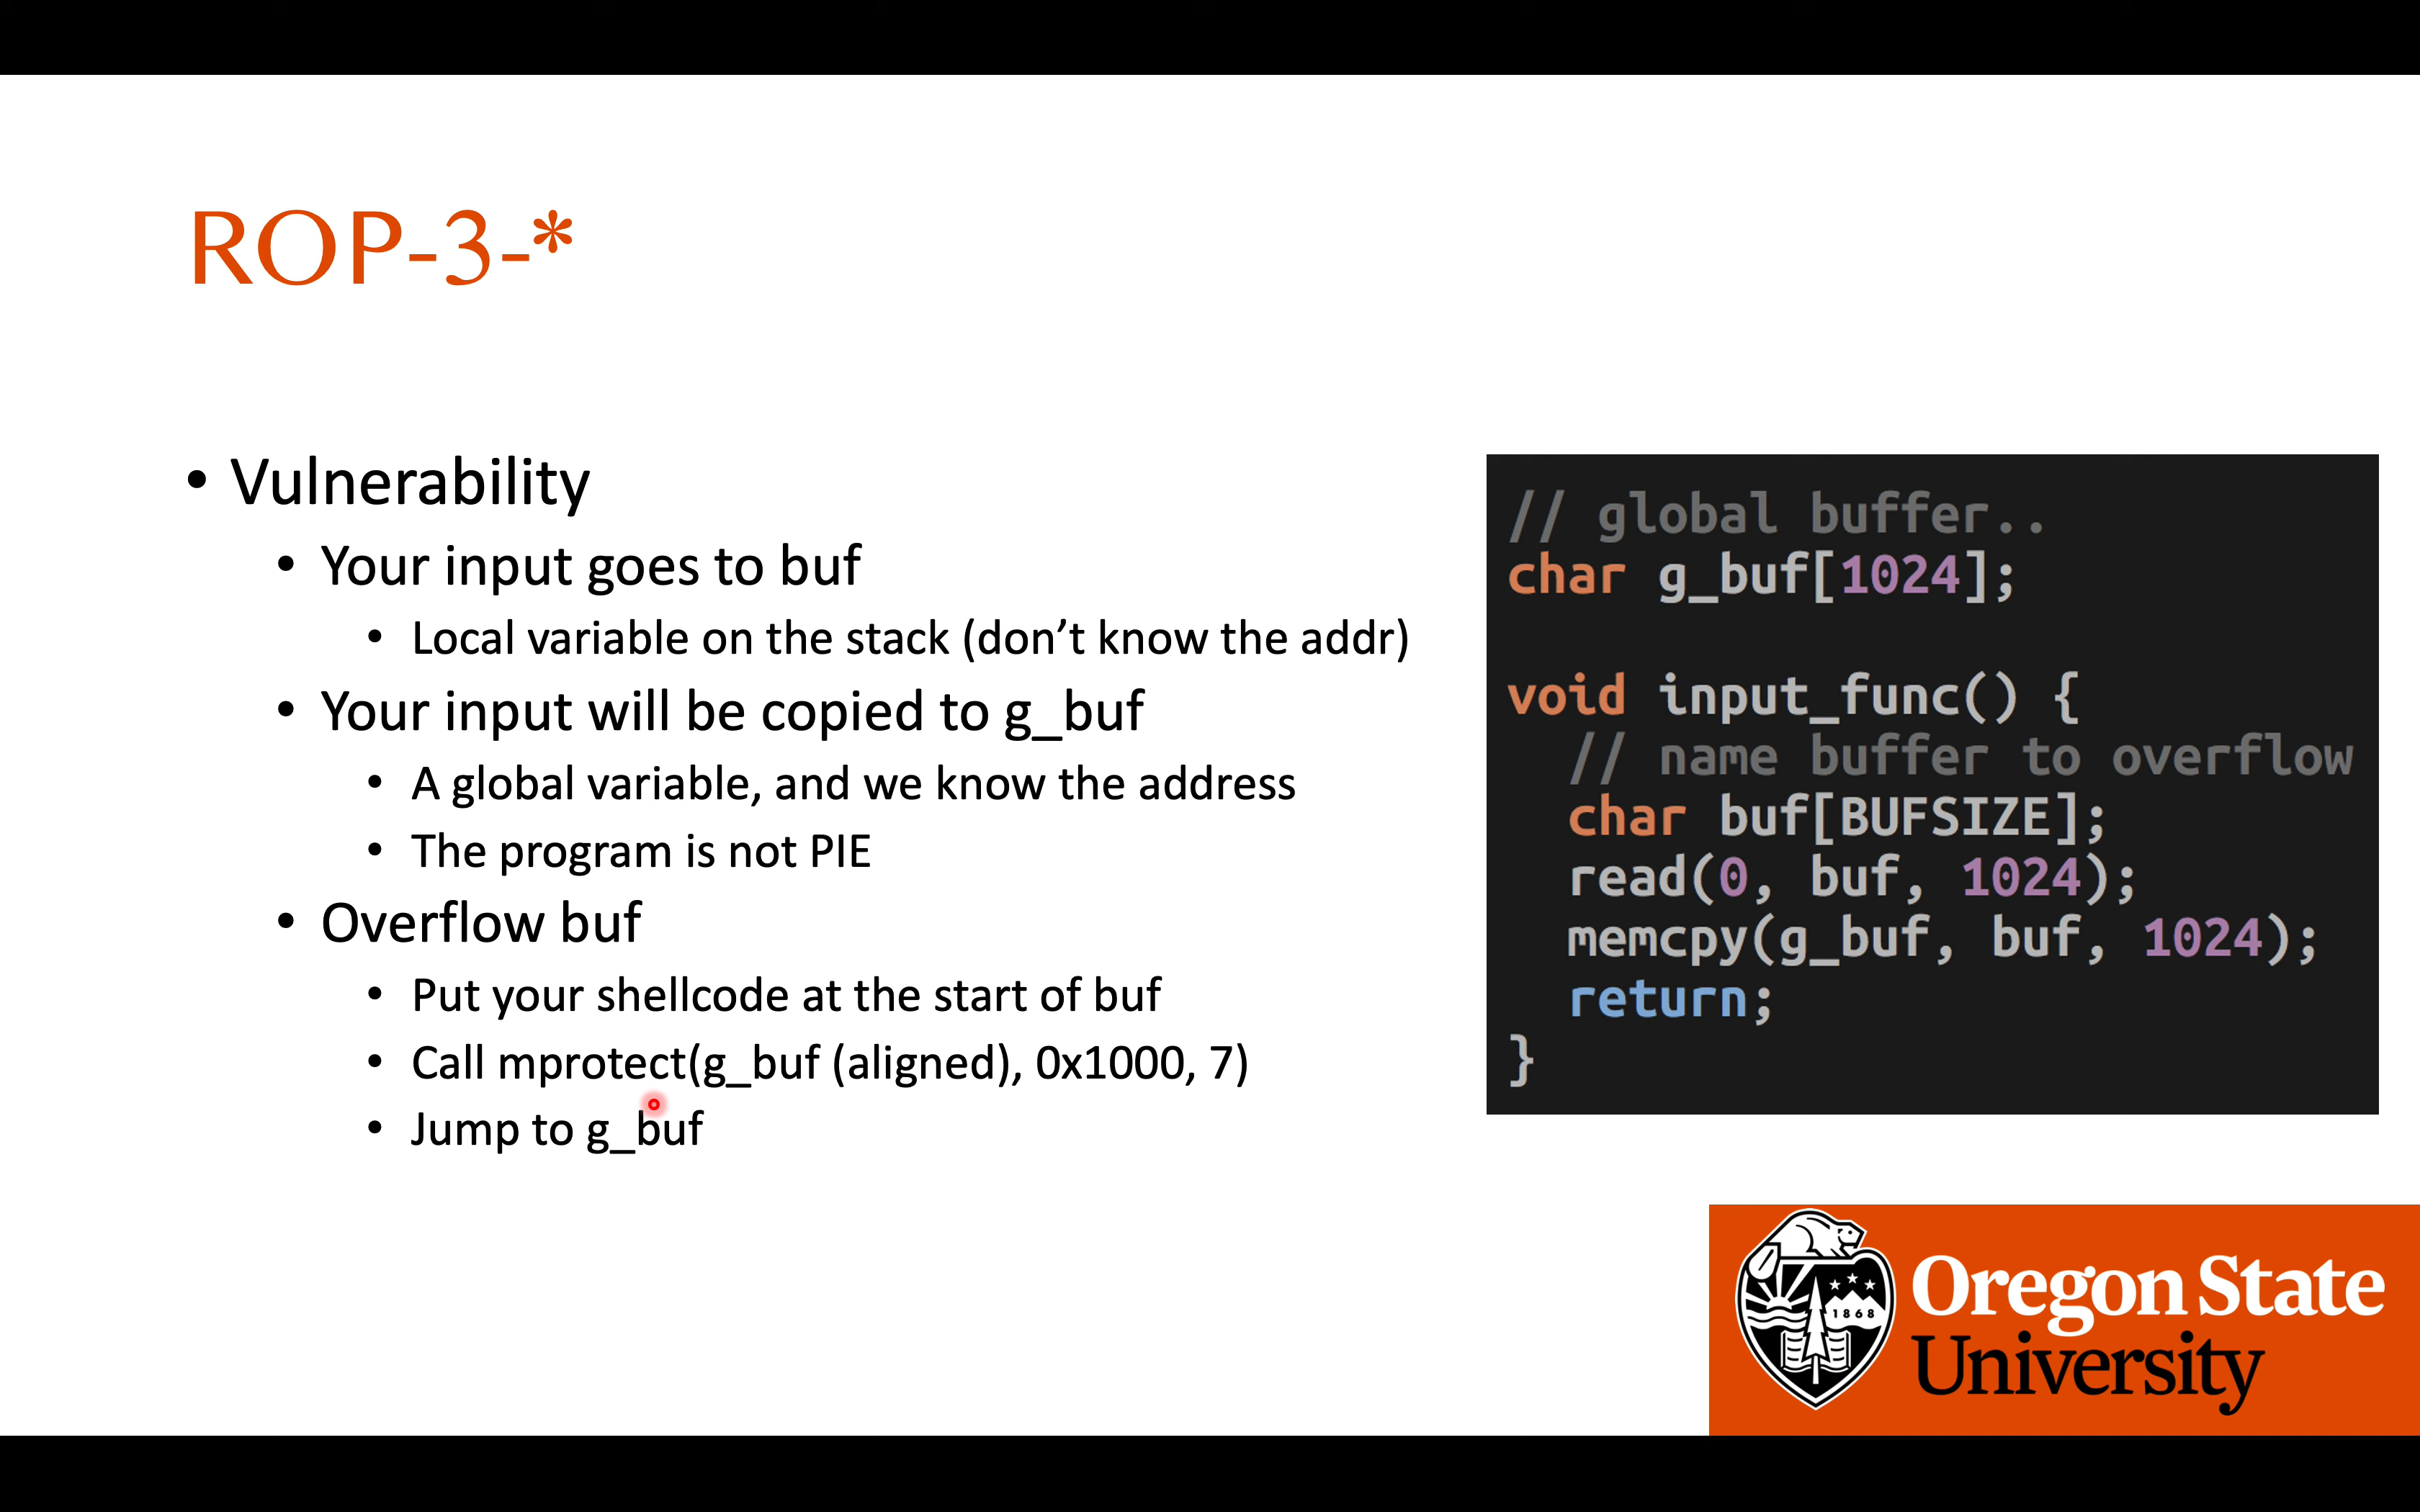 ROP-3-*
• Vulnerability
• Your input goes to buf
• Local variable on the stack (don’t know the addr)
• Your input will be copied to g_buf
• A global variable, and we know the address
• The program is not PIE
• Overflow buf
• Put your shellcode at the start of buf
• Call mprotect(g_buf (aligned), 0x1000, 7)
• Jump to g_buf
// global buffer..
char g_buf[1024];
void input_func() {
// name buffer to overflow
char buf[BUFSIZE];
read(0, buf, 1024);
memcpy(g_buf, buf, 1024);
return;
}
1868
Oregon State
University